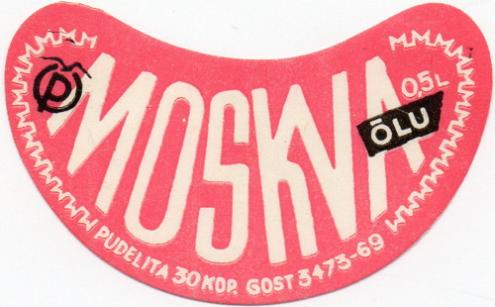 MOSKVA
0,5L
ÕLU
PUDELITA 30 KOP. GOST 3473-69